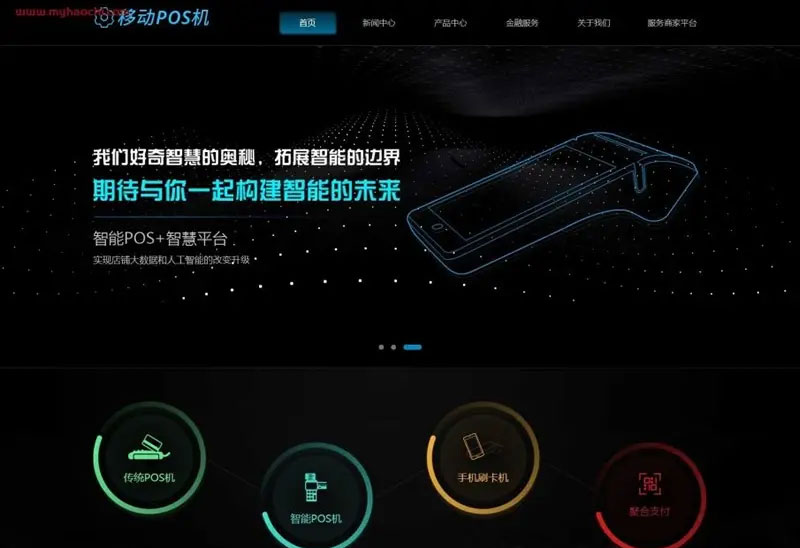 移动POS机
首页
新闻中心
产品中心
金融服务
关于我们
服务商家平台
我们好奇智慧的奥秘，拓展智能的边界
期待与你一起构建智能的未来
智能POS+智慧平台
实现店铺大数据和人工智能的改变升级
传统POS机
智能POS机
手机刷卡机
聚合支付